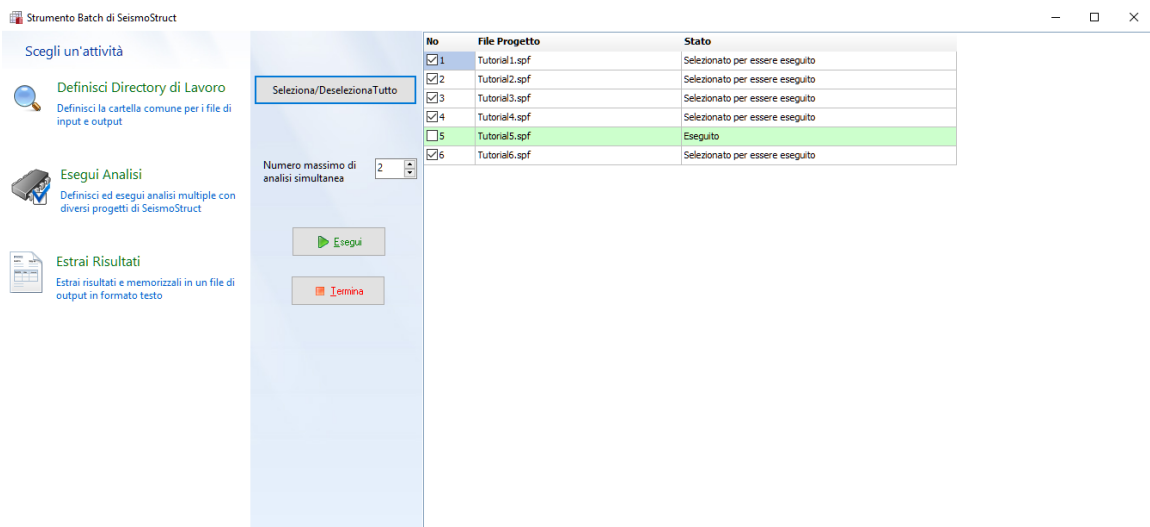 Strumento Batch di SeismoStruct
Scegli un'attività
Definisci Directory di Lavoro
Definisci la cartella comune per i file di
input e output
Esegui Analisi
Definisci ed esegui analisi multiple con
diversi progetti di SeismoStruct
Estrai Risultati
Estrai risultati e memorizzali in un file di
output in formato testo
Seleziona/DeselezionaTutto
Numero massimo di
analisi simultanea
2
Esegui
Termina
No File Progetto Stato
1 Tutorial1.spf Selezionato per essere eseguito
2 Tutorial2.spf Selezionato per essere eseguito
3 Tutorial3.spf Selezionato per essere eseguito
4 Tutorial4.spf Selezionato per essere eseguito
5 Tutorial5.spf Eseguito
6 Tutorial6.spf Selezionato per essere eseguito